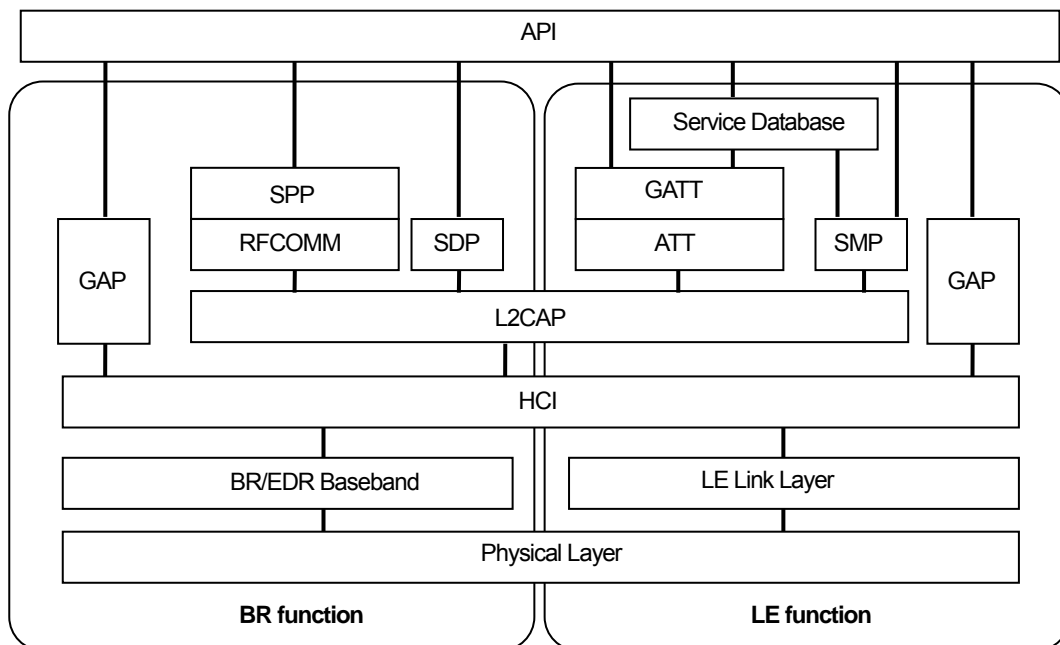 API
Service Database
SPP
GATT
RFCOMM
SDP
ATT
SMP
GAP
GAP
L2CAP
HCI
BR/EDR Baseband
LE Link Layer
Physical Layer
BR function
LE function